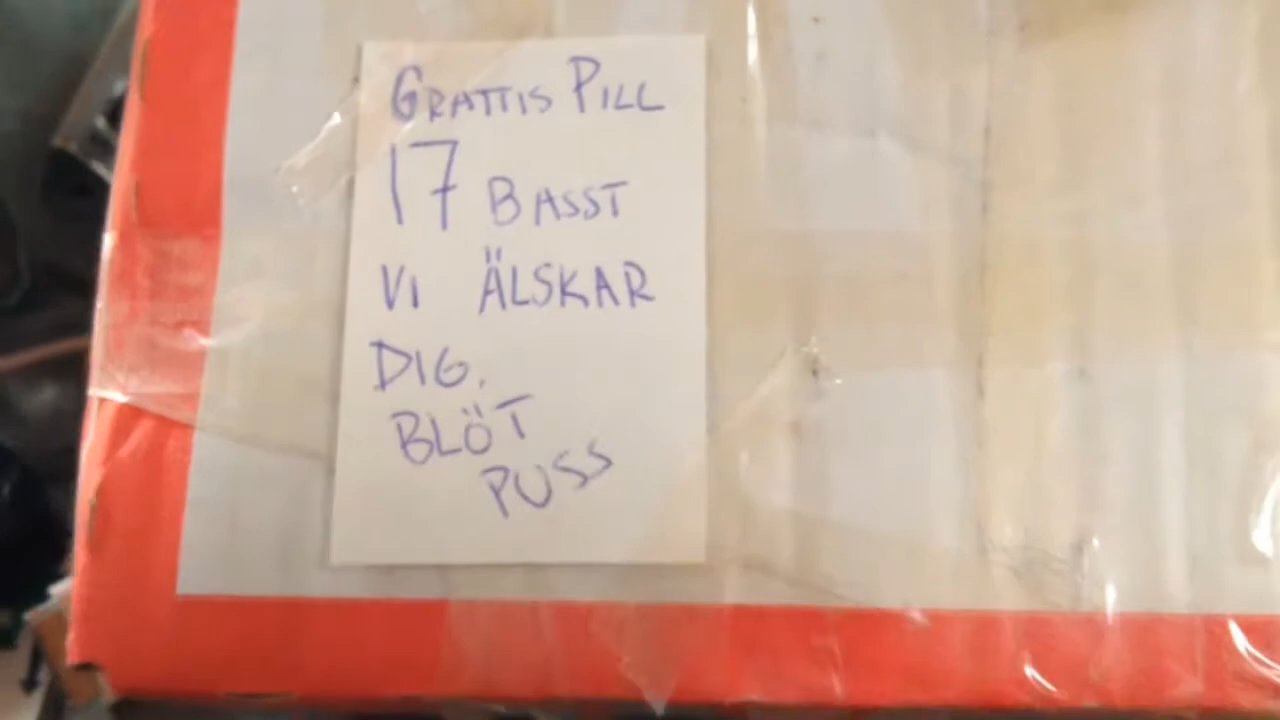 GRATTIS PILL
17 BASST
VI ÄLSKAR
DIG.
BLÖT
PUSS